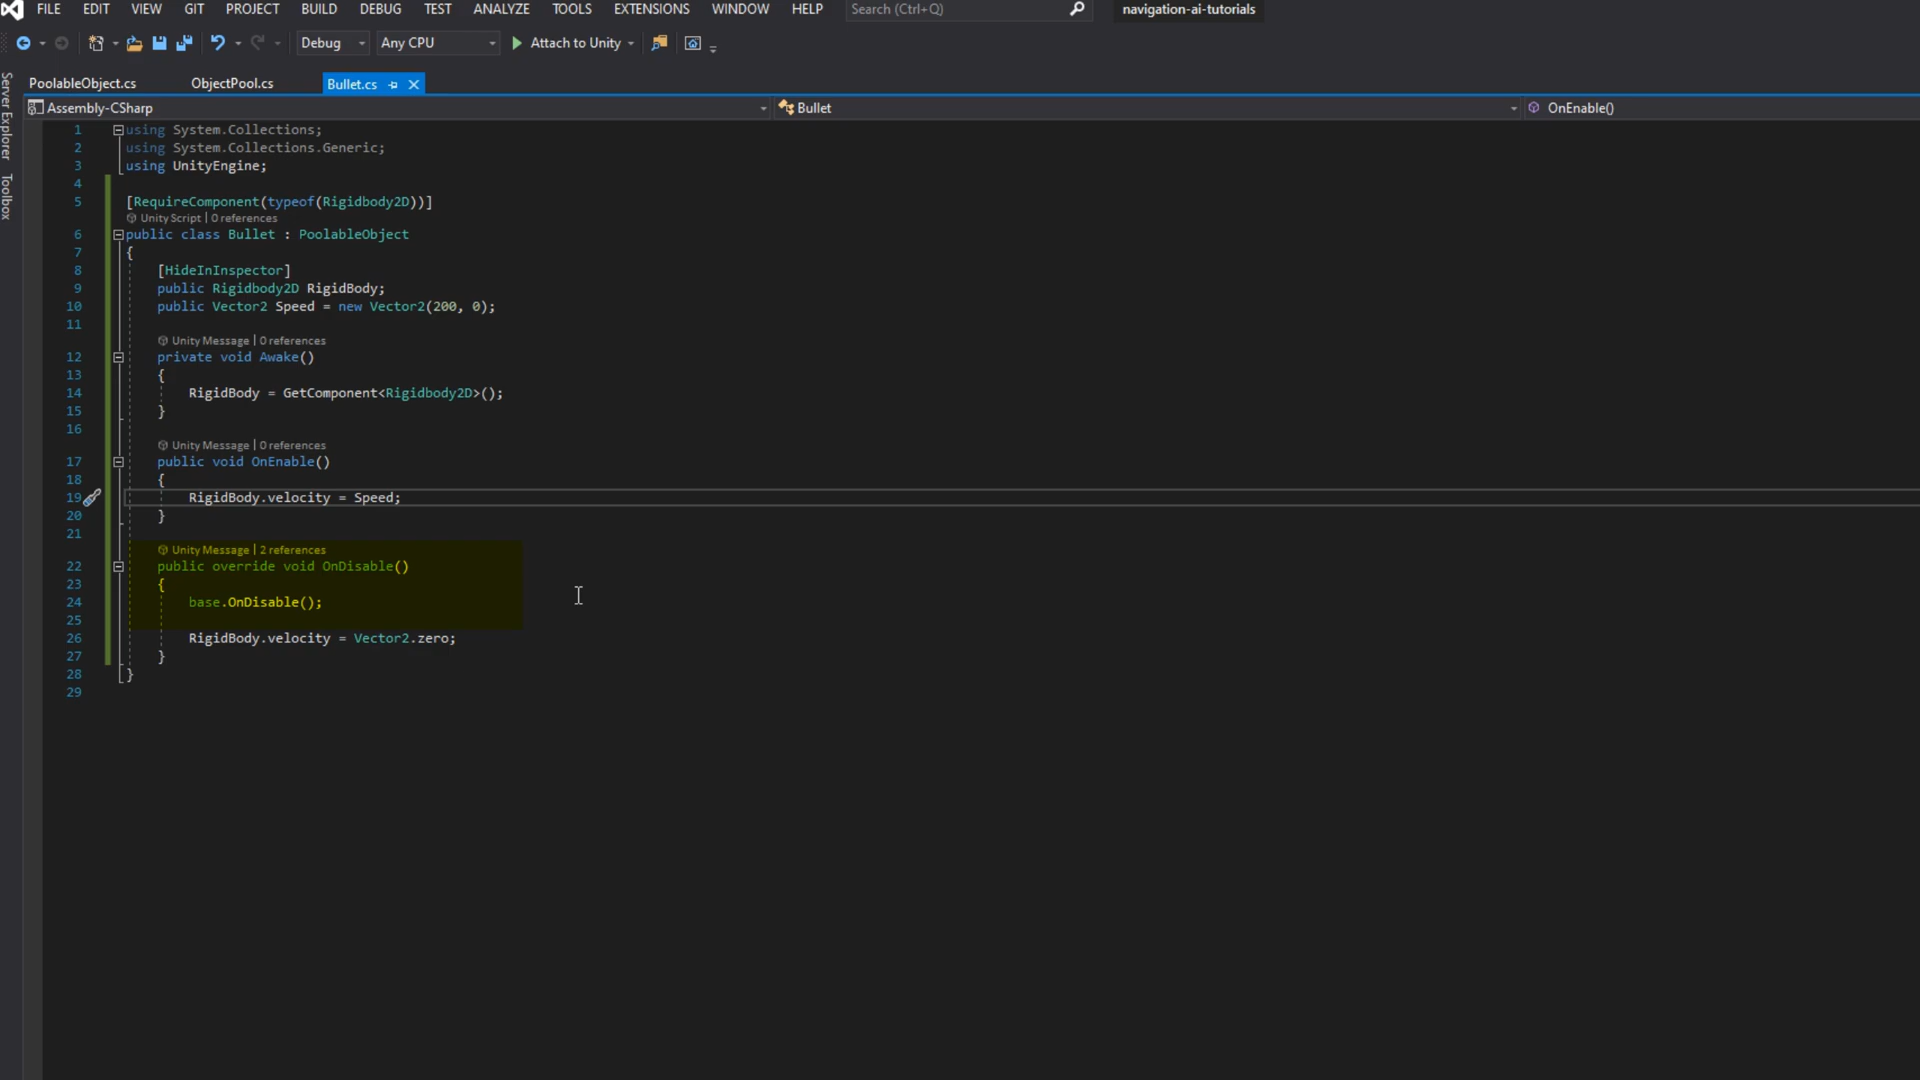 FILE EDIT VIEW GIT PROJECT BUILD DEBUG TEST ANALYZE TOOLS EXTENSIONS WINDOW HELP Search (Ctrl+Q) navigation-ai-tutorials
Debug Any CPU Attach to Unity
Server Explorer
Toolbox
PoolableObject.cs ObjectPool.cs Bullet.cs
Assembly-CSharp Bullet OnEnable()
1 using System.Collections;
2 using System.Collections.Generic;
3 using UnityEngine;
4
5 [RequireComponent(typeof(Rigidbody2D))]
Unity Script | 0 references
6 public class Bullet : PoolableObject
7 {
8 [HideInInspector]
9 public Rigidbody2D RigidBody;
10 public Vector2 Speed = new Vector2(200, 0);
11
Unity Message | 0 references
12 private void Awake()
13 {
14 RigidBody = GetComponent<Rigidbody2D>();
15 }
16
Unity Message | 0 references
17 public void OnEnable()
18 {
19 RigidBody.velocity = Speed;
20 }
21
Unity Message | 2 references
22 public override void OnDisable()
23 {
24 base.OnDisable();
25
26 RigidBody.velocity = Vector2.zero;
27 }
28 }
29